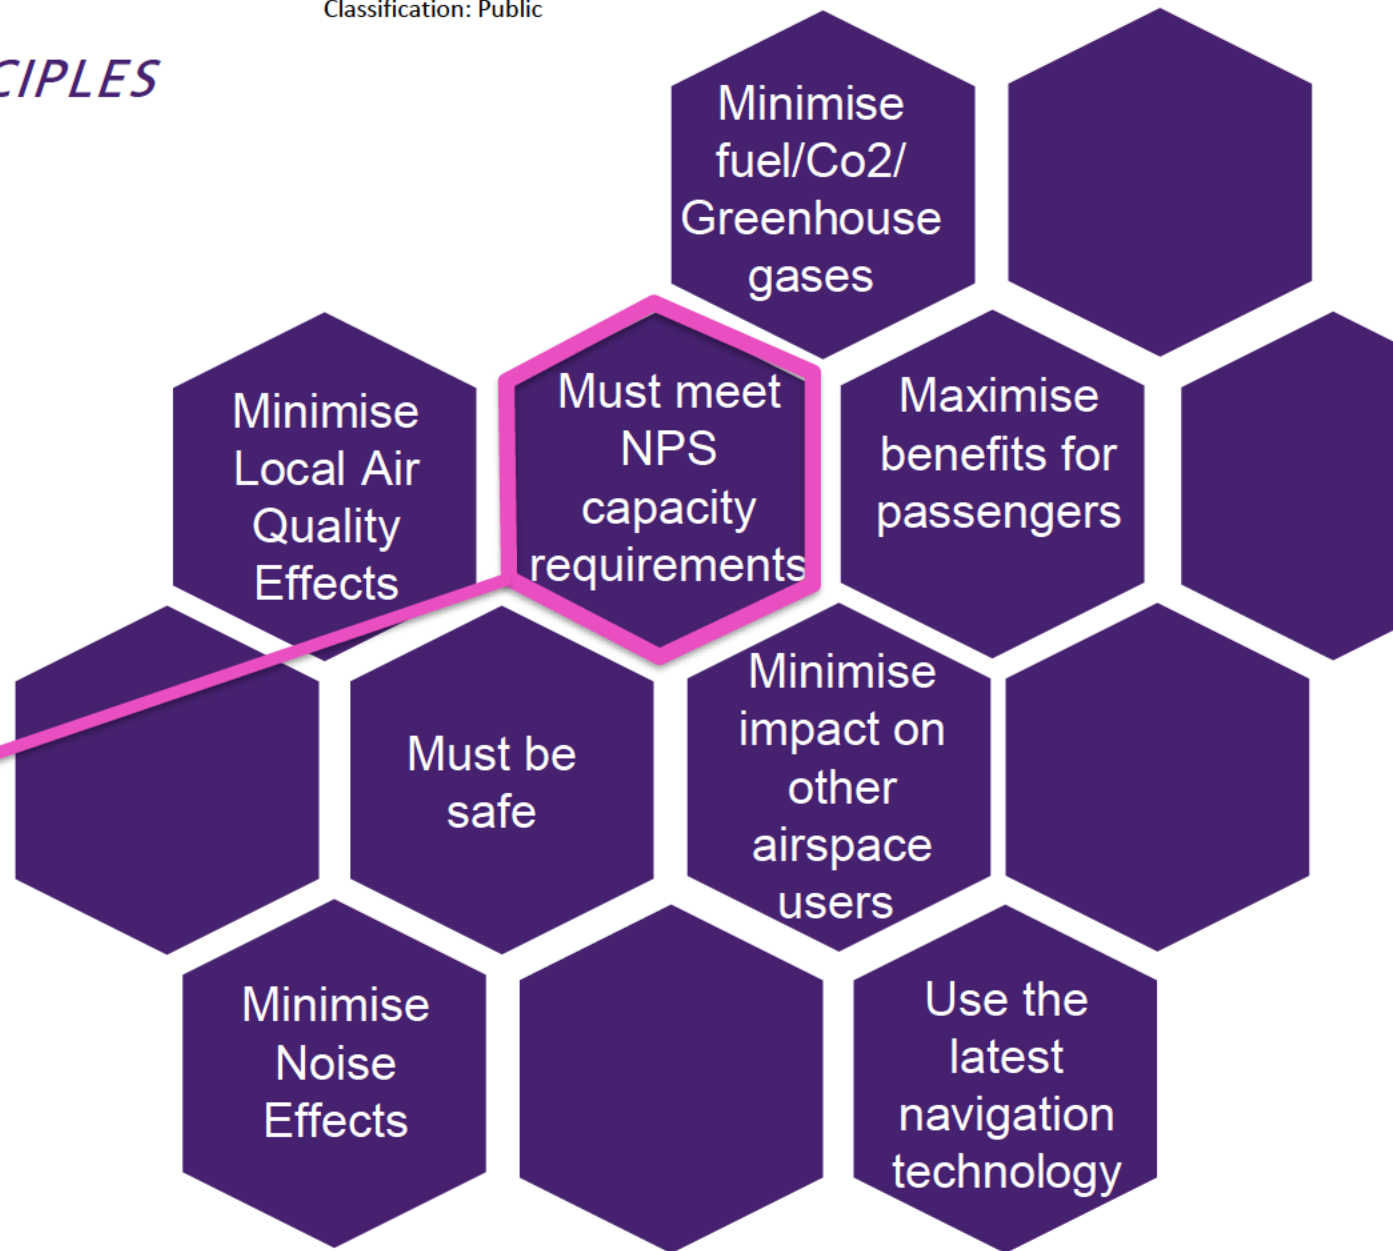 Classification: Public
CIPLES
Minimise
fuel/Co2/
Greenhouse
gases
Minimise
Local Air
Quality
Effects
Must meet
NPS
capacity
requirements
Maximise
benefits for
passengers
Must be
safe
Minimise
impact on
other
airspace
users
Minimise
Noise
Effects
Use the
latest
navigation
technology